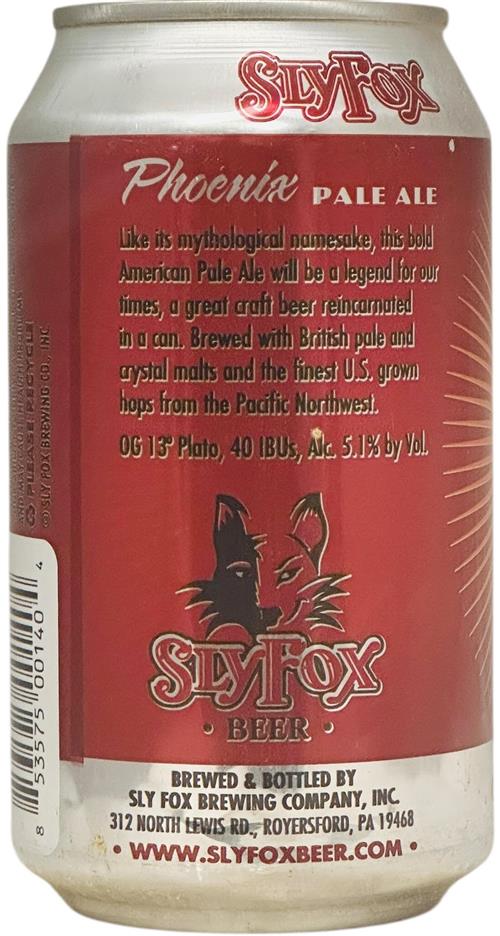 SLY FOX
Phoenix PALE ALE
Like its mythological namesake, this bold
American Pale Ale will be a legend for our
times, a great craft beer reincarnated
in a can. Brewed with British pale and
crystal malts and the finest U.S. grown
hops from the Pacific Northwest.
OG 13° Plato, 40 IBUs, Alc. 5.1% by Vol.
SLY FOX
• BEER •
BREWED & BOTTLED BY
SLY FOX BREWING COMPANY, INC.
312 NORTH LEWIS RD., ROYERSFORD, PA 19468
• WWW.SLYFOXBEER.COM •
PLEASE RECYCLE
© SLY FOX BREWING CO., INC.
8 53575 00140 4